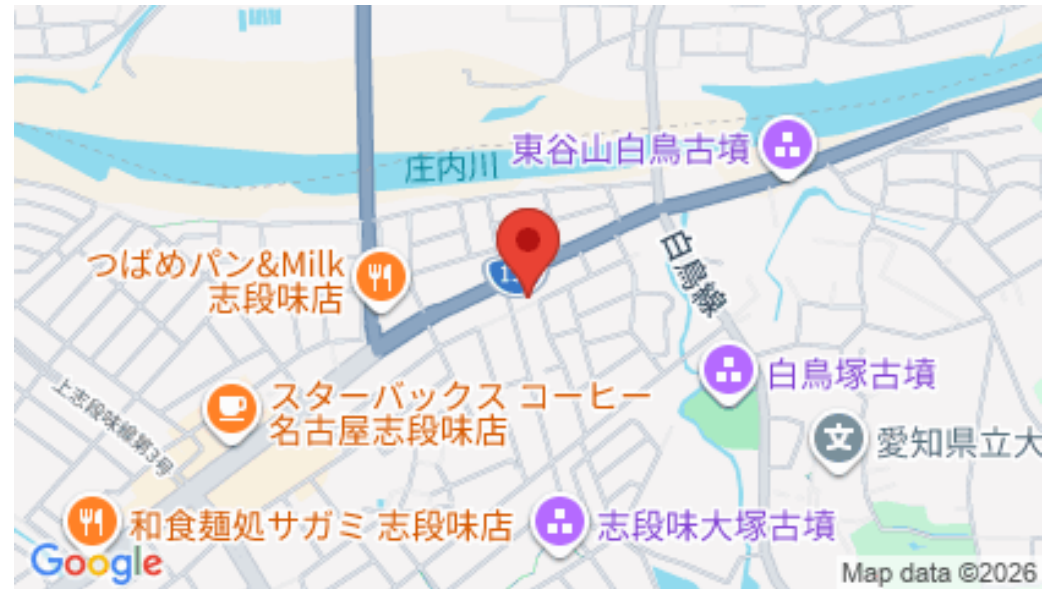 東谷山白鳥古墳
庄内川
つばめパン&Milk
志段味店
白鳥線
スターバックス コーヒー
名古屋志段味店
白鳥塚古墳
上志段味線第3号
愛知県立大
和食麺処サガミ 志段味店
志段味大塚古墳
Google
Map data ©2026